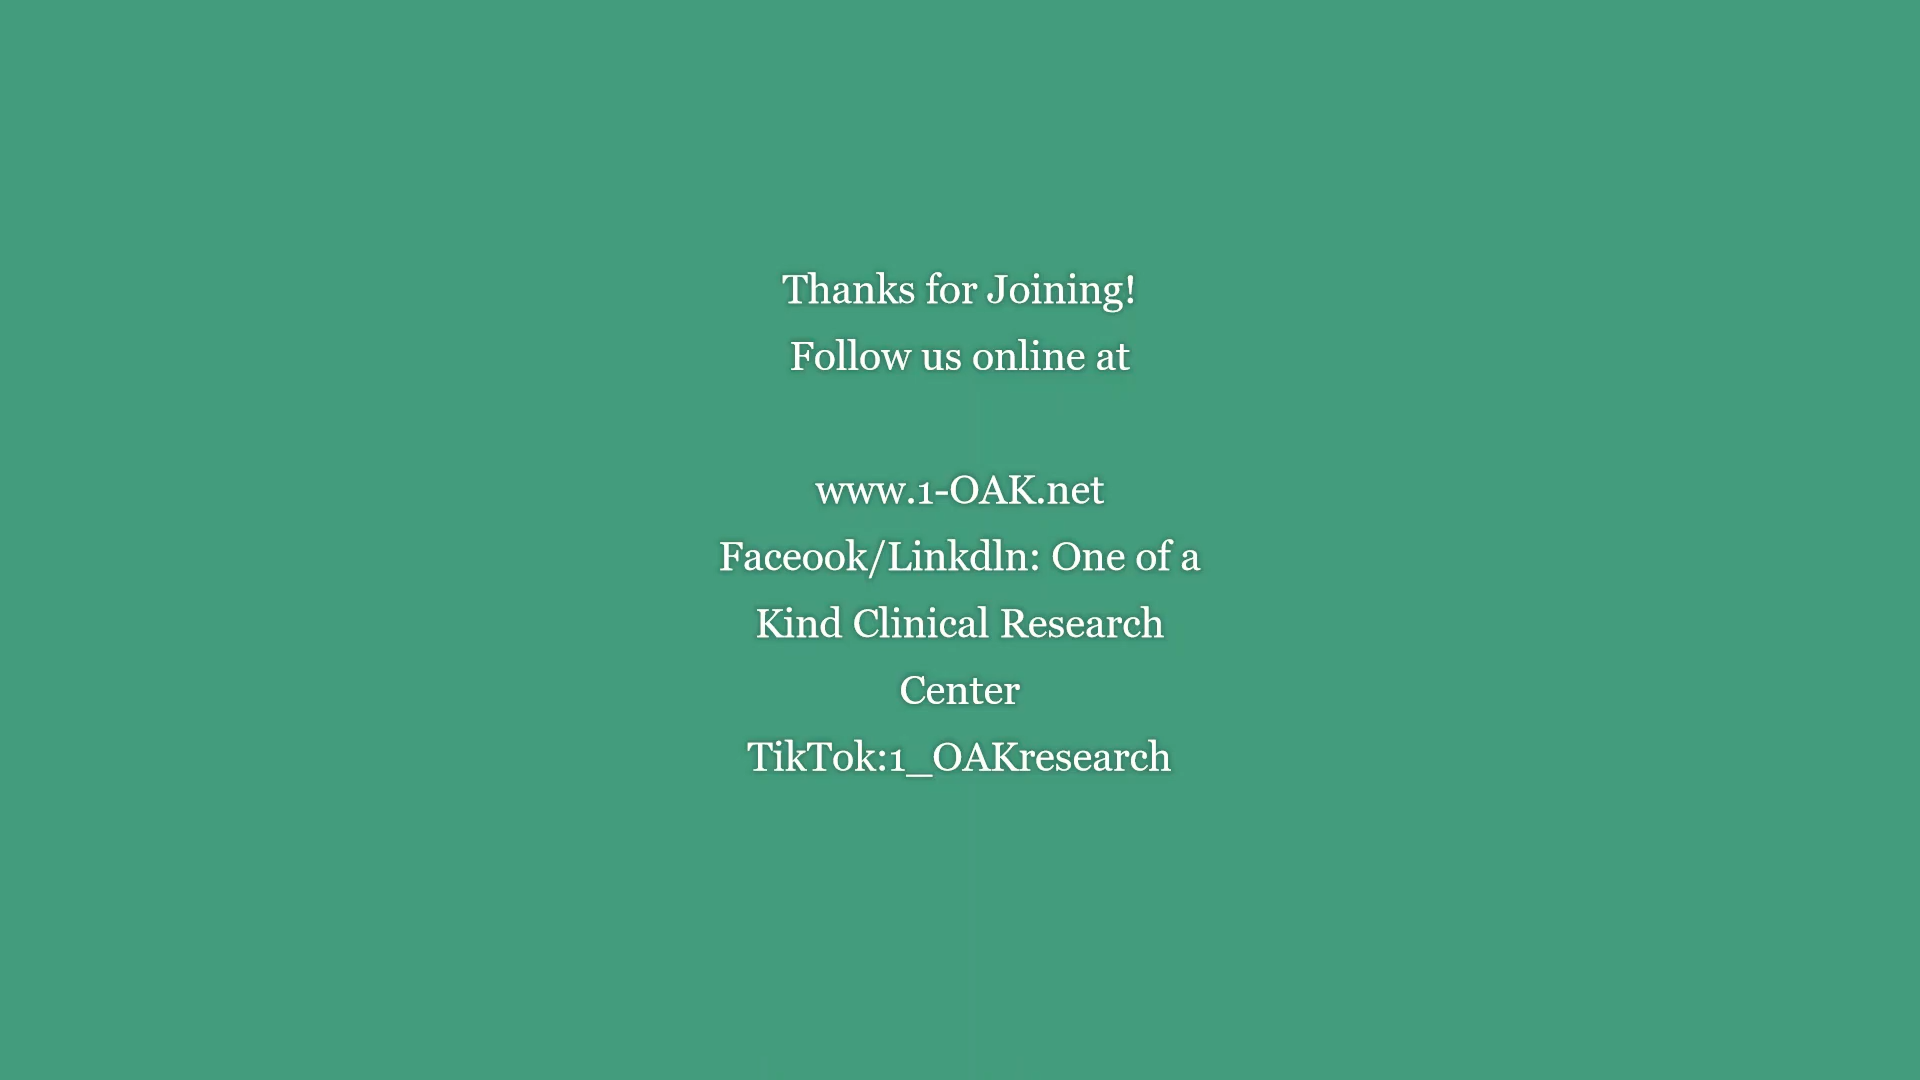 Thanks for Joining!
Follow us online at
www.1-OAK.net
Faceook/Linkdln: One of a
Kind Clinical Research
Center
TikTok:1_OAKresearch